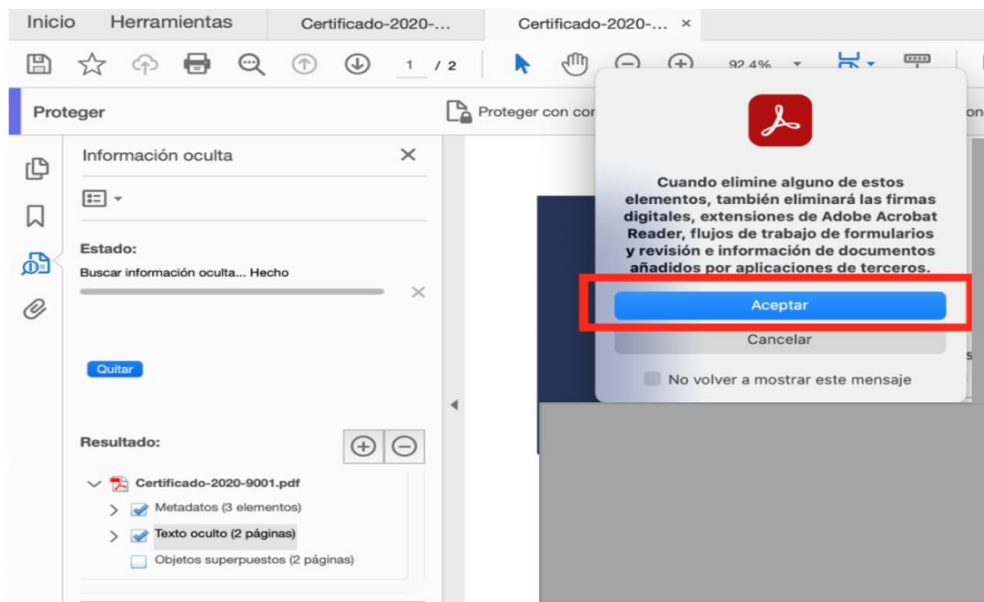 Inicio Herramientas Certificado-2020-... Certificado-2020-... ×
1 / 2 92,4%
Proteger Proteger con con
Información oculta
Estado:
Buscar información oculta... Hecho
Quitar
Resultado:
Certificado-2020-9001.pdf
Metadatos (3 elementos)
Texto oculto (2 páginas)
Objetos superpuestos (2 páginas)
Cuando elimine alguno de estos
elementos, también eliminará las firmas
digitales, extensiones de Adobe Acrobat
Reader, flujos de trabajo de formularios
y revisión e información de documentos
añadidos por aplicaciones de terceros.
Aceptar
Cancelar
No volver a mostrar este mensaje